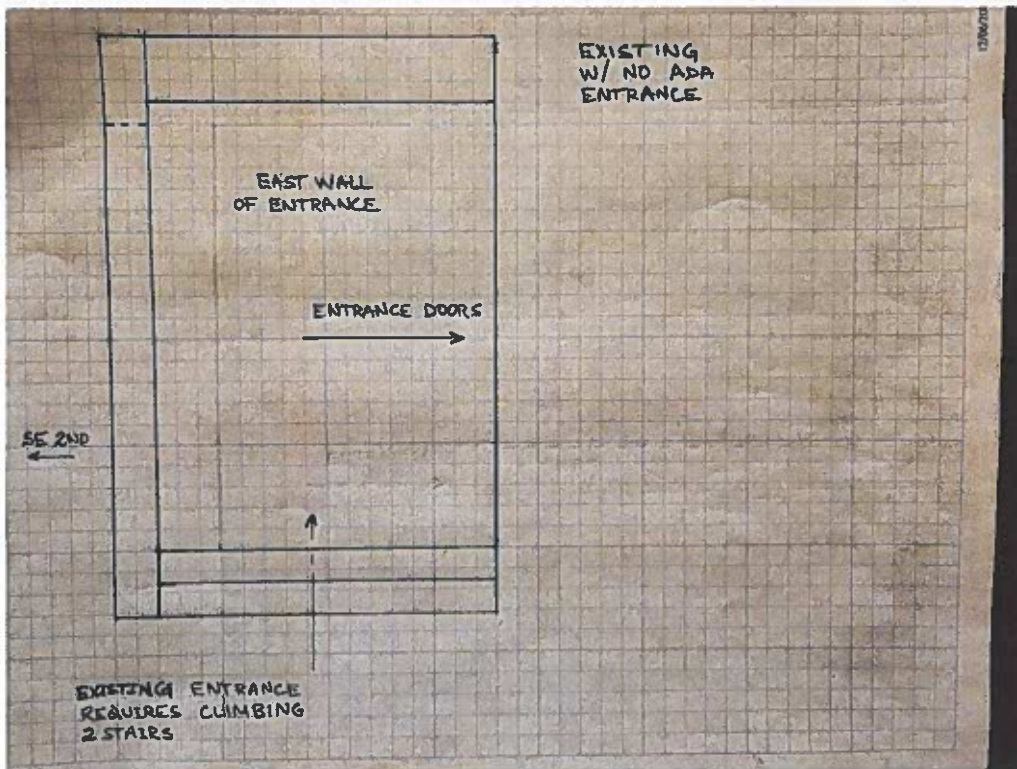 EXISTING
W/ NO ADA
ENTRANCE
EAST WALL
OF ENTRANCE
ENTRANCE DOORS
SE 2ND
EXISTING ENTRANCE
REQUIRES CLIMBING
2 STAIRS